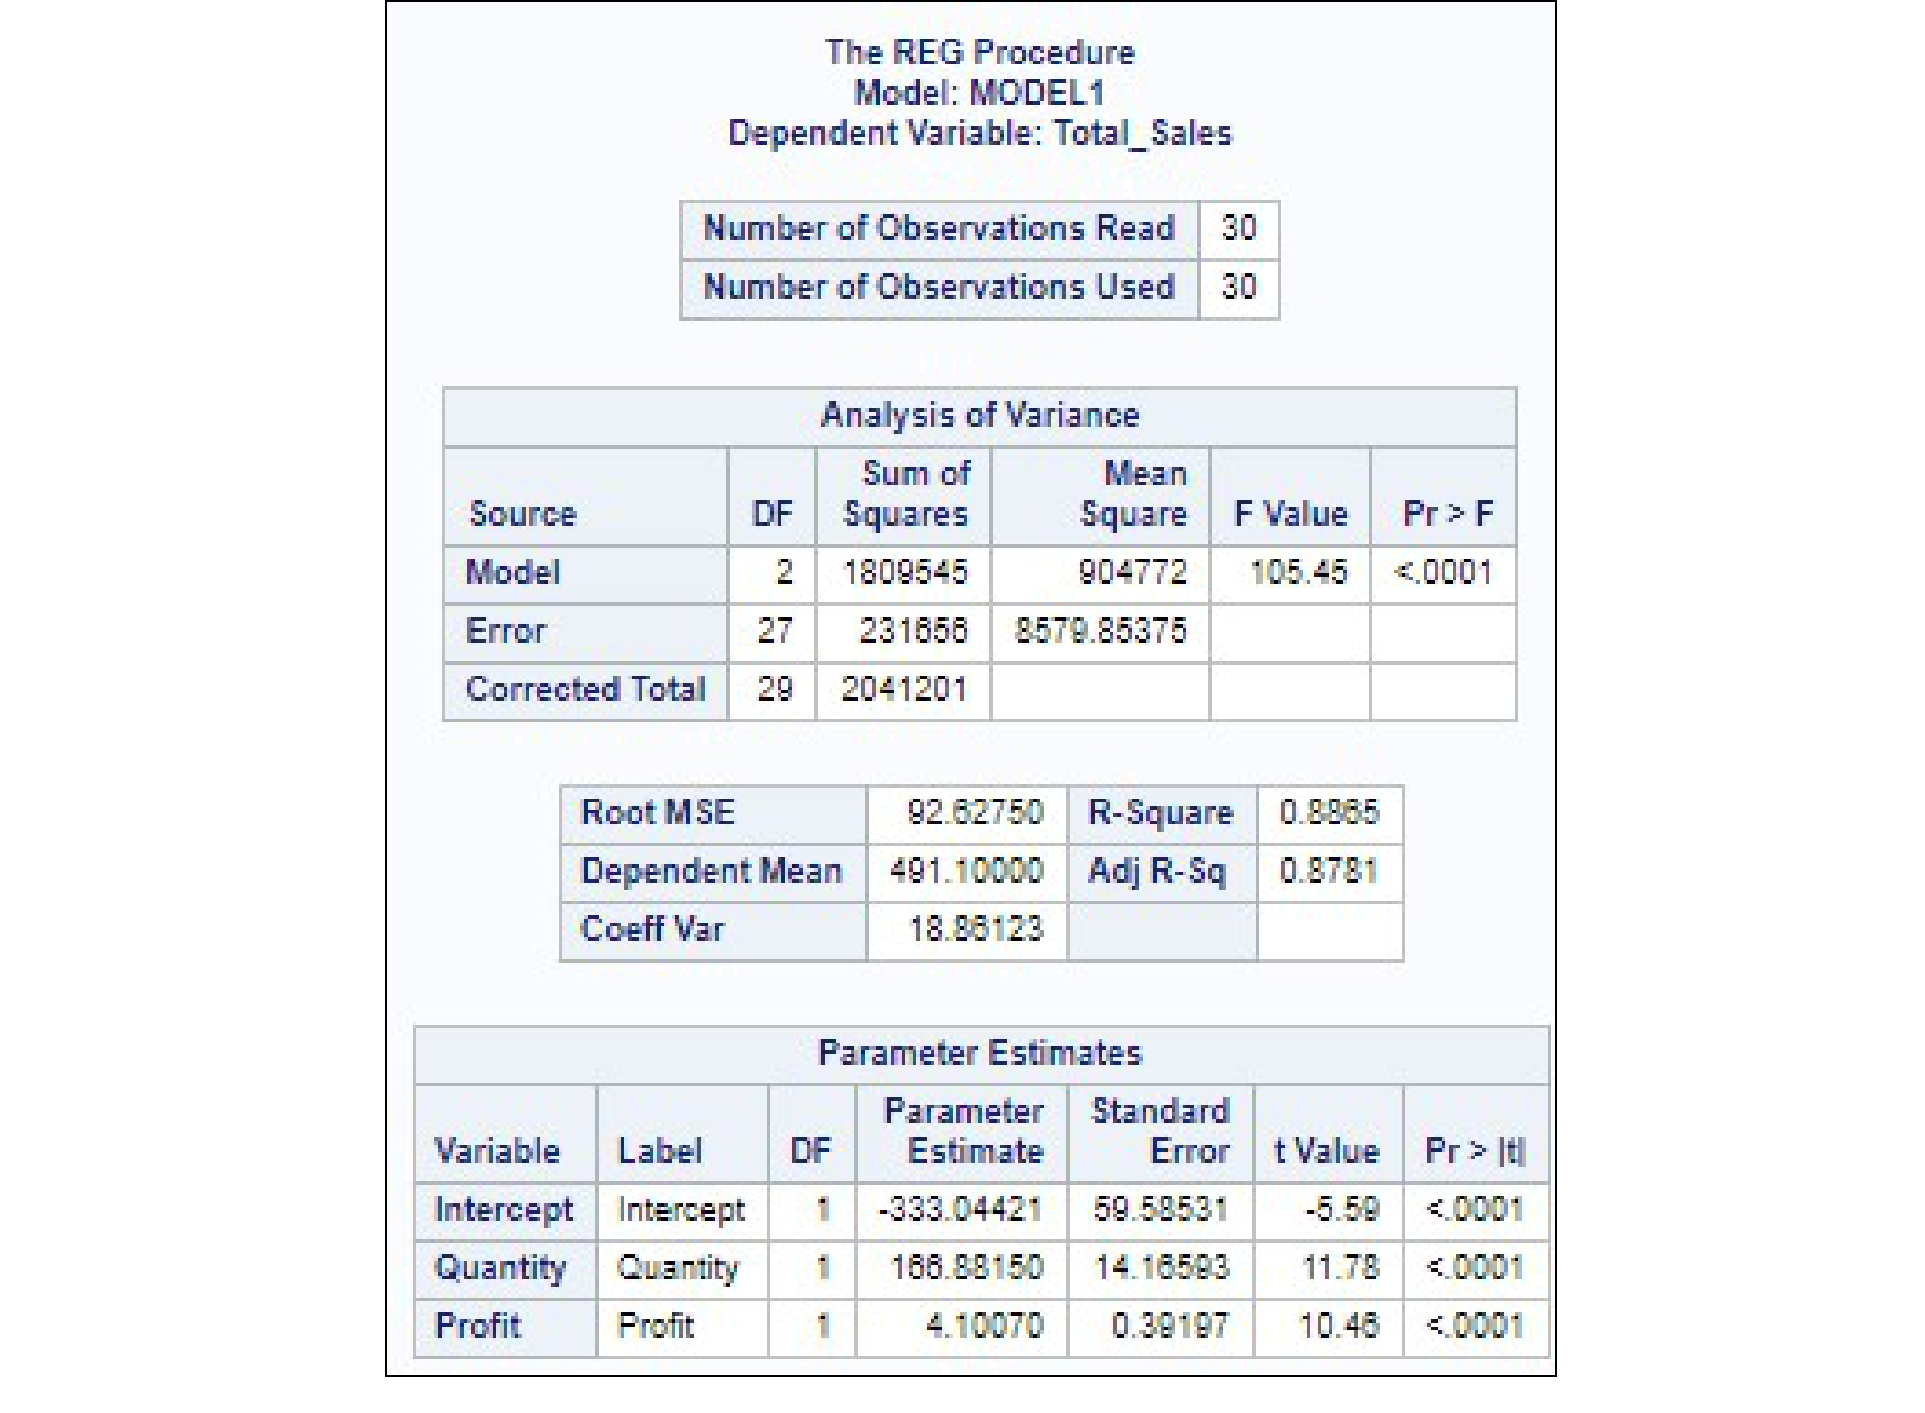 The REG Procedure
Model: MODEL1
Dependent Variable: Total_Sales
Number of Observations Read 30
Number of Observations Used 30
Analysis of Variance
Source DF Sum of Squares Mean Square F Value Pr > F
Model 2 1809545 904772 105.45 <.0001
Error 27 231656 8579.85375
Corrected Total 29 2041201
Root MSE 92.62750 R-Square 0.8865
Dependent Mean 491.10000 Adj R-Sq 0.8781
Coeff Var 18.86123
Parameter Estimates
Variable Label DF Parameter Estimate Standard Error t Value Pr > |t|
Intercept Intercept 1 -333.04421 59.58531 -5.59 <.0001
Quantity Quantity 1 166.88150 14.16593 11.78 <.0001
Profit Profit 1 4.10070 0.39197 10.46 <.0001